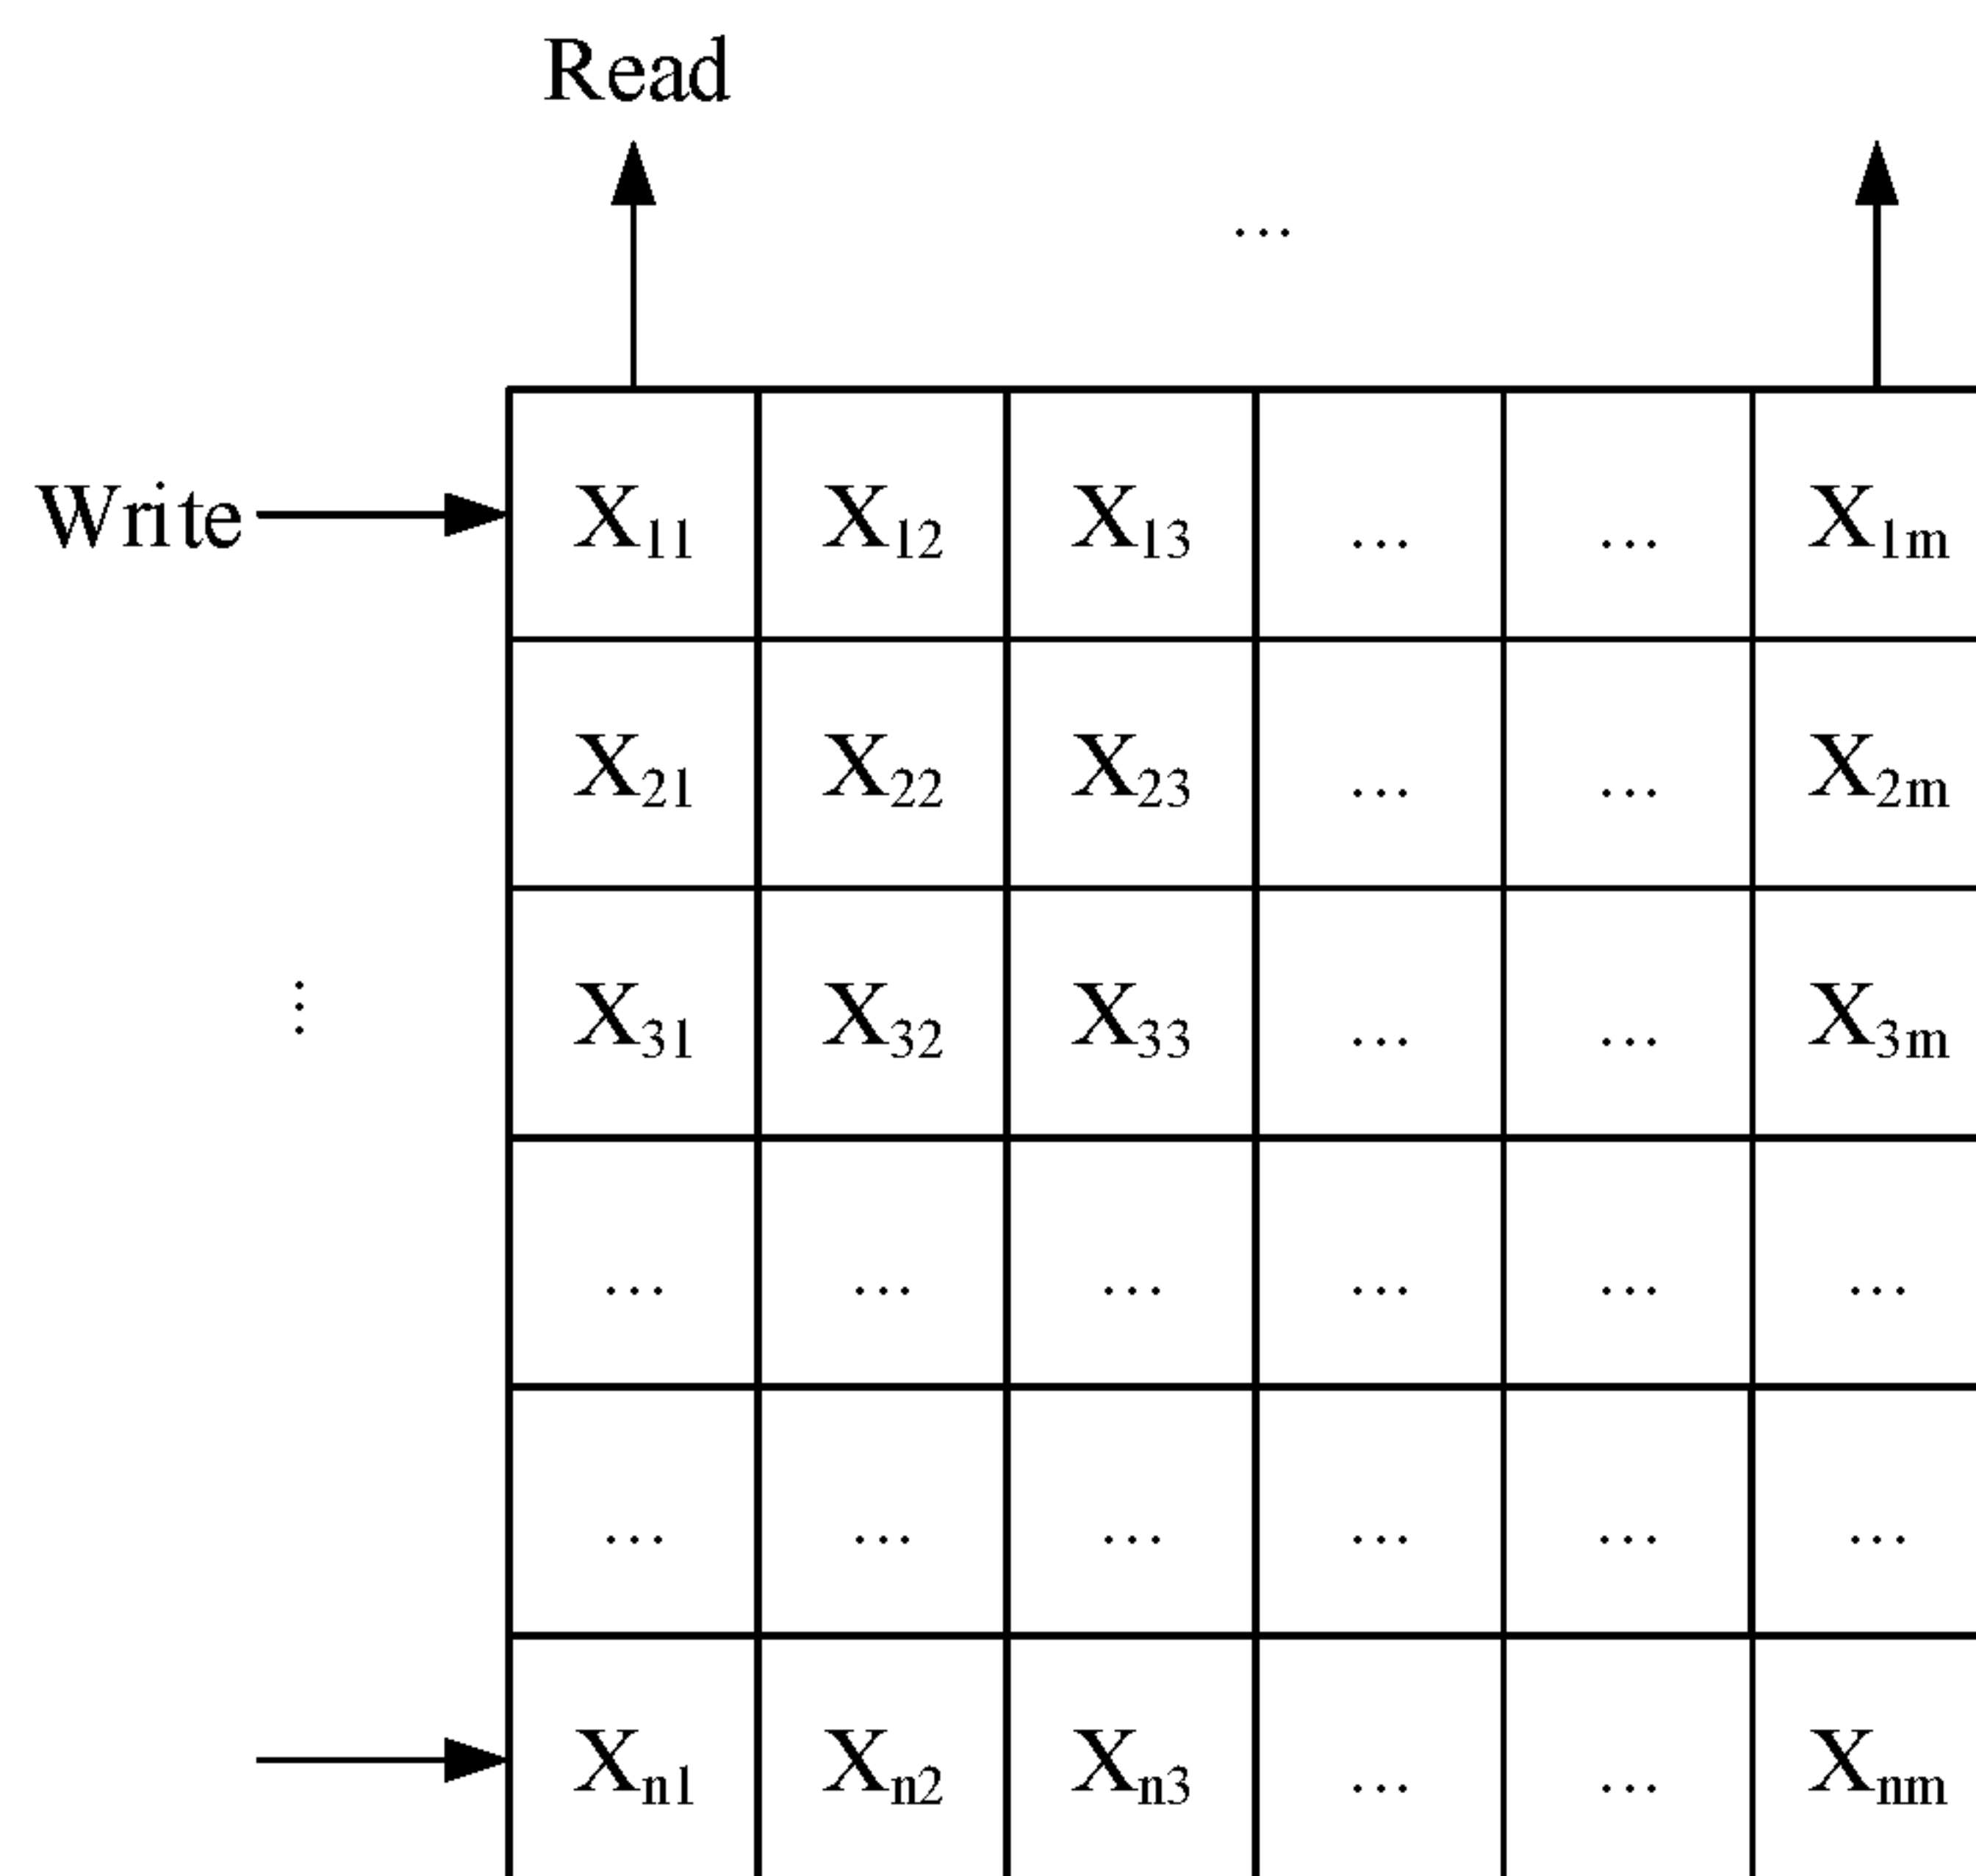 Read
...
Write X11 X12 X13 ... ... X1m
X21 X22 X23 ... ... X2m
⋮ X31 X32 X33 ... ... X3m
... ... ... ... ... ...
... ... ... ... ... ...
Xn1 Xn2 Xn3 ... ... Xnm